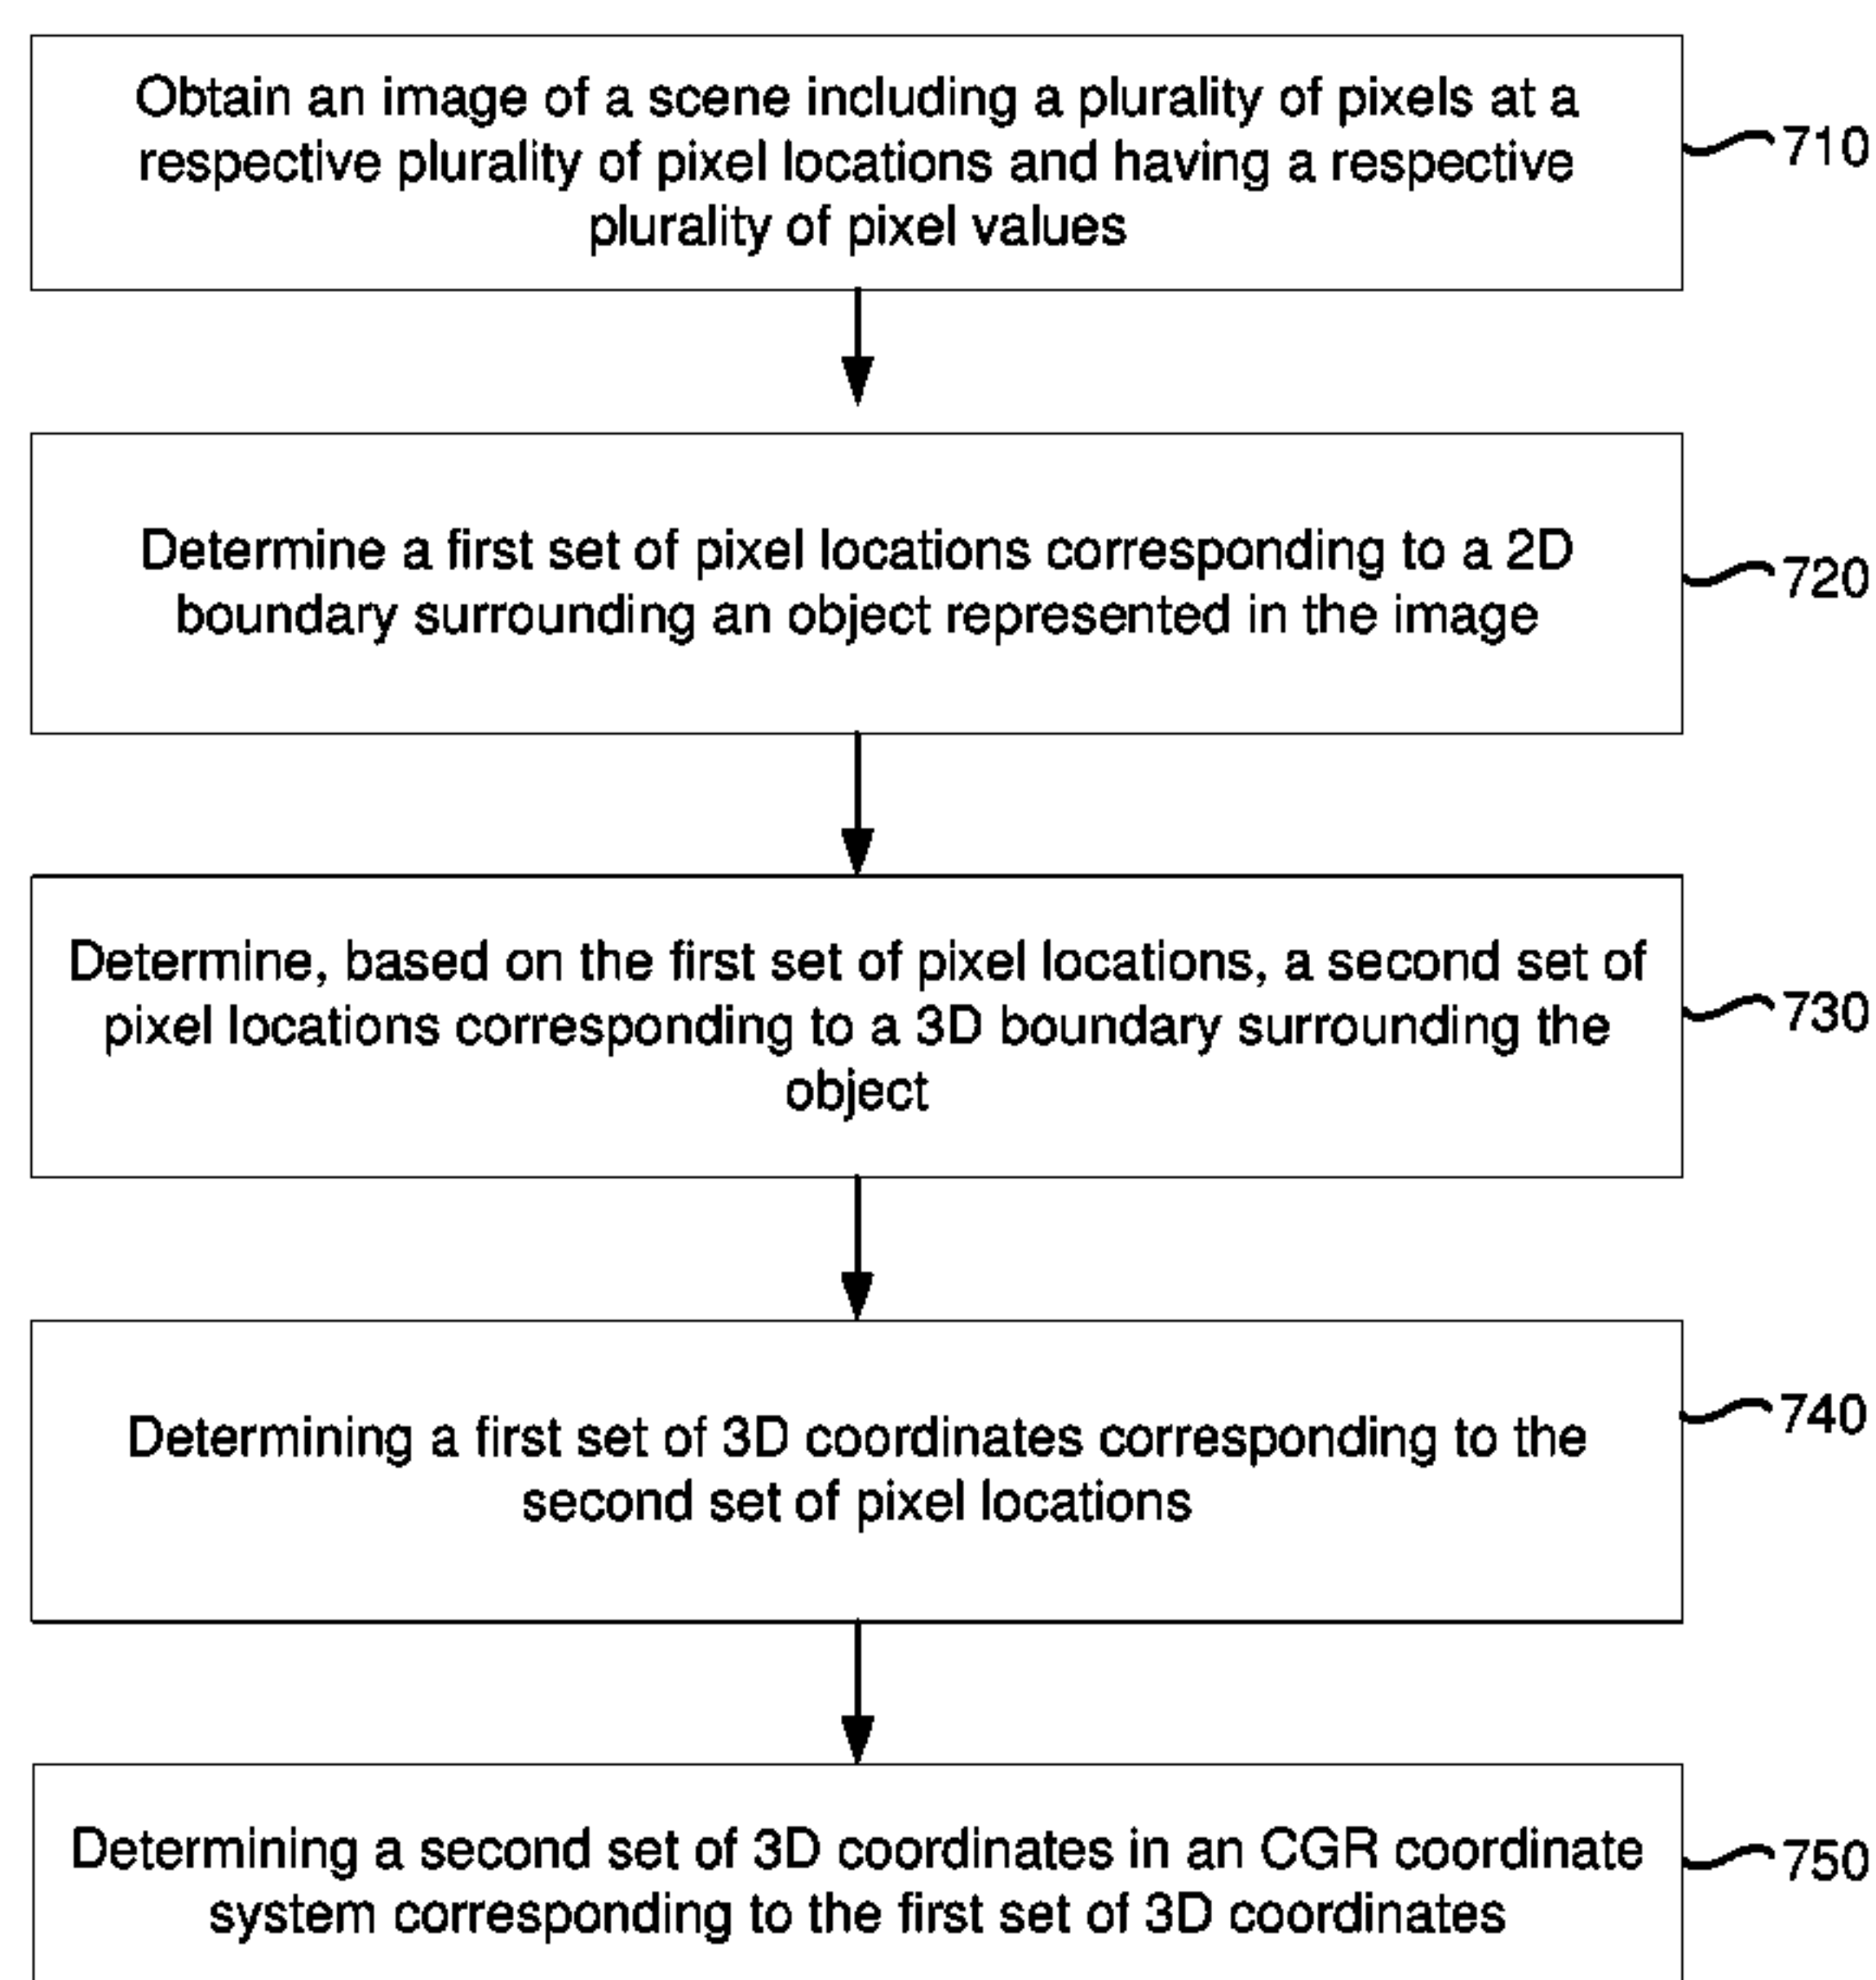 Obtain an image of a scene including a plurality of pixels at a
respective plurality of pixel locations and having a respective
plurality of pixel values
710
Determine a first set of pixel locations corresponding to a 2D
boundary surrounding an object represented in the image
720
Determine, based on the first set of pixel locations, a second set of
pixel locations corresponding to a 3D boundary surrounding the
object
730
Determining a first set of 3D coordinates corresponding to the
second set of pixel locations
740
Determining a second set of 3D coordinates in an CGR coordinate
system corresponding to the first set of 3D coordinates
750